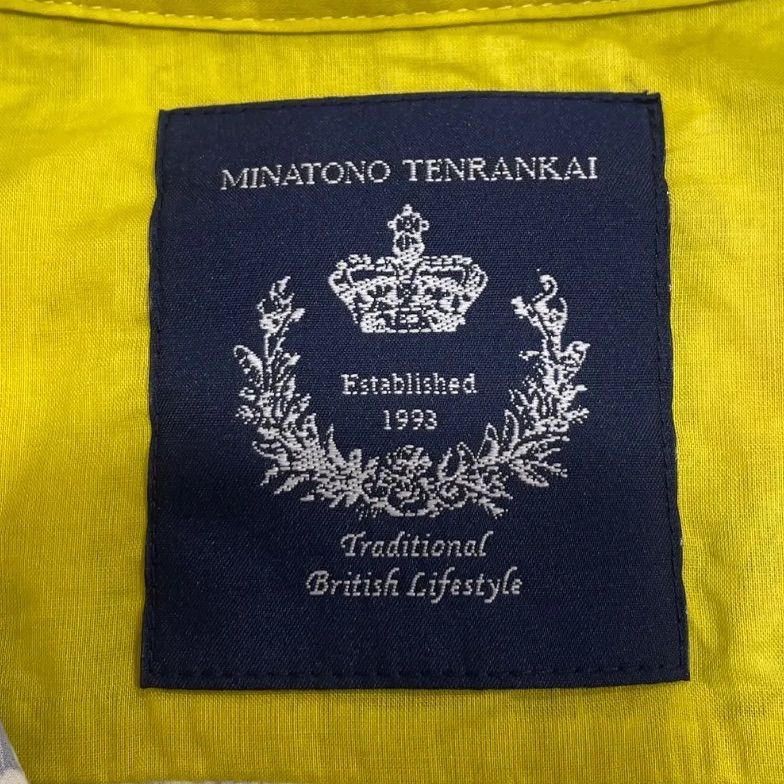 MINATONO TENRANKAI
Established
1993
Traditional
British Lifestyle